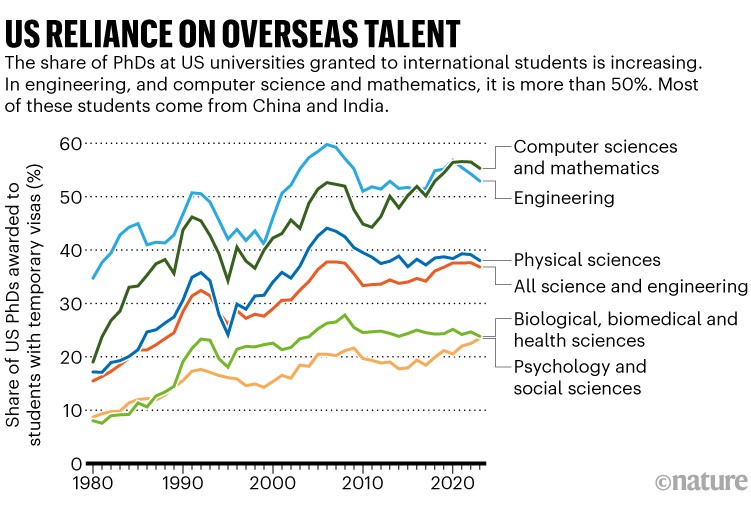 US RELIANCE ON OVERSEAS TALENT
The share of PhDs at US universities granted to international students is increasing.
In engineering, and computer science and mathematics, it is more than 50%. Most
of these students come from China and India.
Share of US PhDs awarded to
students with temporary visas (%)
60
50
40
30
20
10
0
1980
1990
2000
2010
2020
Computer sciences
and mathematics
Engineering
Physical sciences
All science and engineering
Biological, biomedical and
health sciences
Psychology and
social sciences
©nature